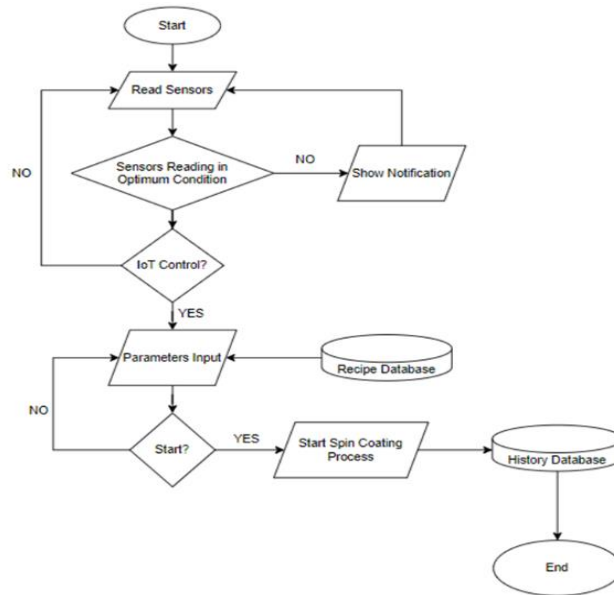 Start
Read Sensors
NO
Sensors Reading in
Optimum Condition
NO
Show Notification
IoT Control?
YES
Parameters Input
Recipe Database
NO
Start?
YES
Start Spin Coating
Process
History Database
End